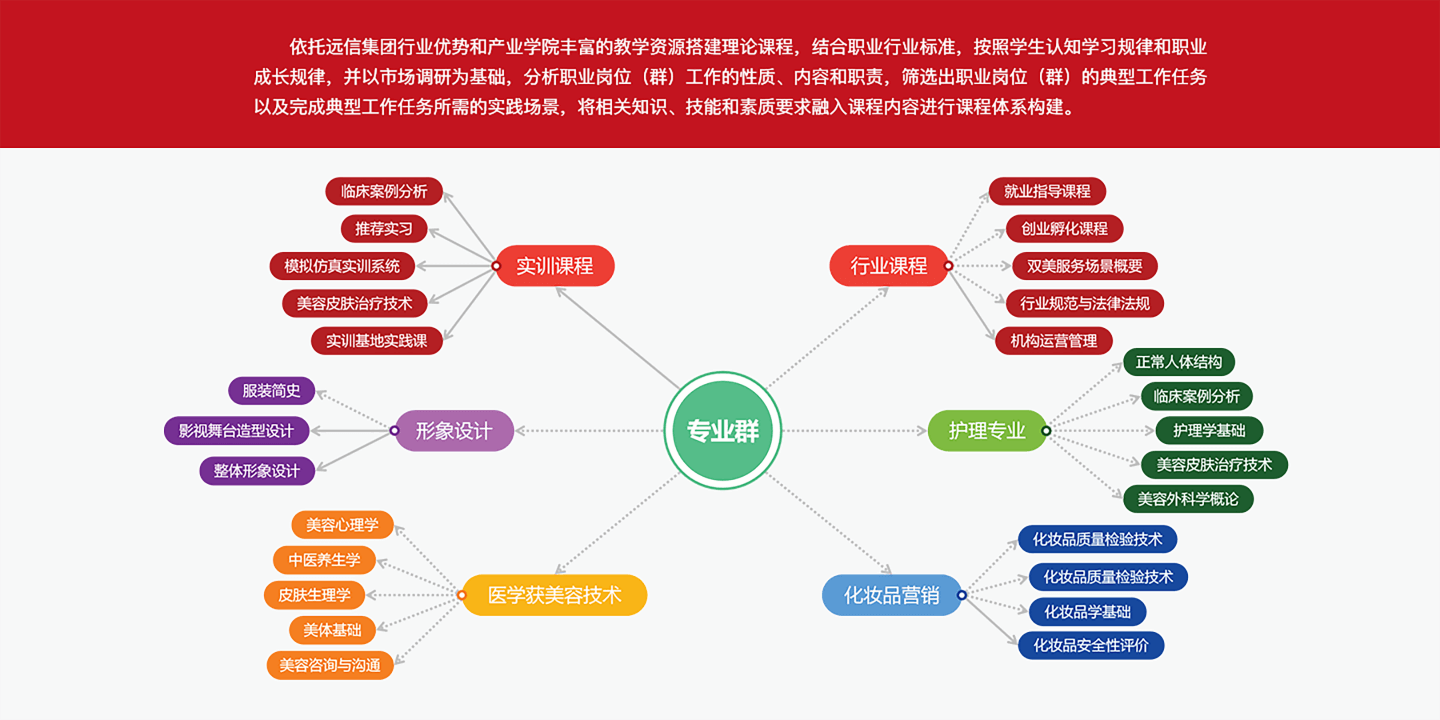 依托远信集团行业优势和产业学院丰富的教学资源搭建理论课程，结合职业行业标准，按照学生认知学习规律和职业
成长规律，并以市场调研为基础，分析职业岗位（群）工作的性质、内容和职责，筛选出职业岗位（群）的典型工作任务
以及完成典型工作任务所需的实践场景，将相关知识、技能和素质要求融入课程内容进行课程体系构建。
临床案例分析
推荐实习
模拟仿真实训系统
美容皮肤治疗技术
实训基地实践课
实训课程
行业课程
就业指导课程
创业孵化课程
双美服务场景概要
行业规范与法律法规
机构运营管理
服装简史
影视舞台造型设计
整体形象设计
形象设计
专业群
护理专业
正常人体结构
临床案例分析
护理学基础
美容皮肤治疗技术
美容外科学概论
美容心理学
中医养生学
皮肤生理学
美体基础
美容咨询与沟通
医学获美容技术
化妆品营销
化妆品质量检验技术
化妆品质量检验技术
化妆品学基础
化妆品安全性评价